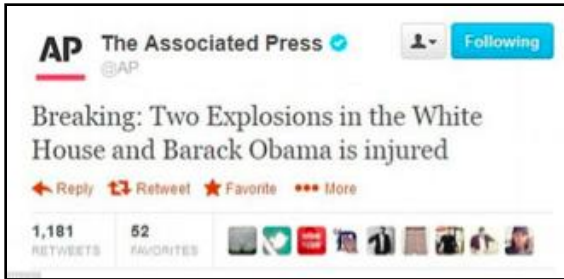 AP The Associated Press Following
@AP
Breaking: Two Explosions in the White
House and Barack Obama is injured
Reply Retweet Favorite More
1,181 52
RETWEETS FAVORITES